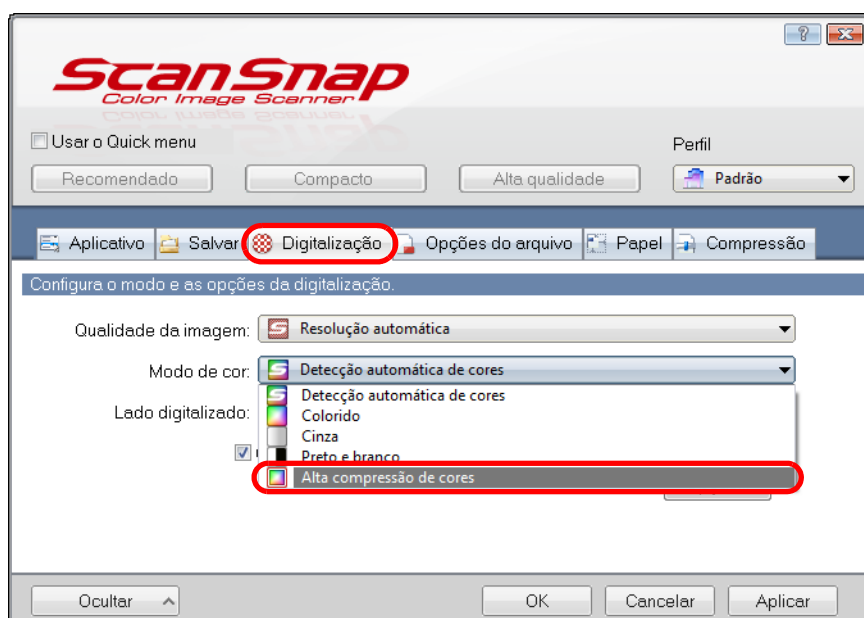 ScanSnap
Color Image Scanner
Usar o Quick menu
Perfil
Recomendado
Compacto
Alta qualidade
Padrão
Aplicativo
Salvar
Digitalização
Opções do arquivo
Papel
Compressão
Configura o modo e as opções da digitalização.
Qualidade da imagem:
Resolução automática
Modo de cor:
Detecção automática de cores
Detecção automática de cores
Lado digitalizado:
Colorido
Cinza
Preto e branco
Alta compressão de cores
Ocultar
OK
Cancelar
Aplicar